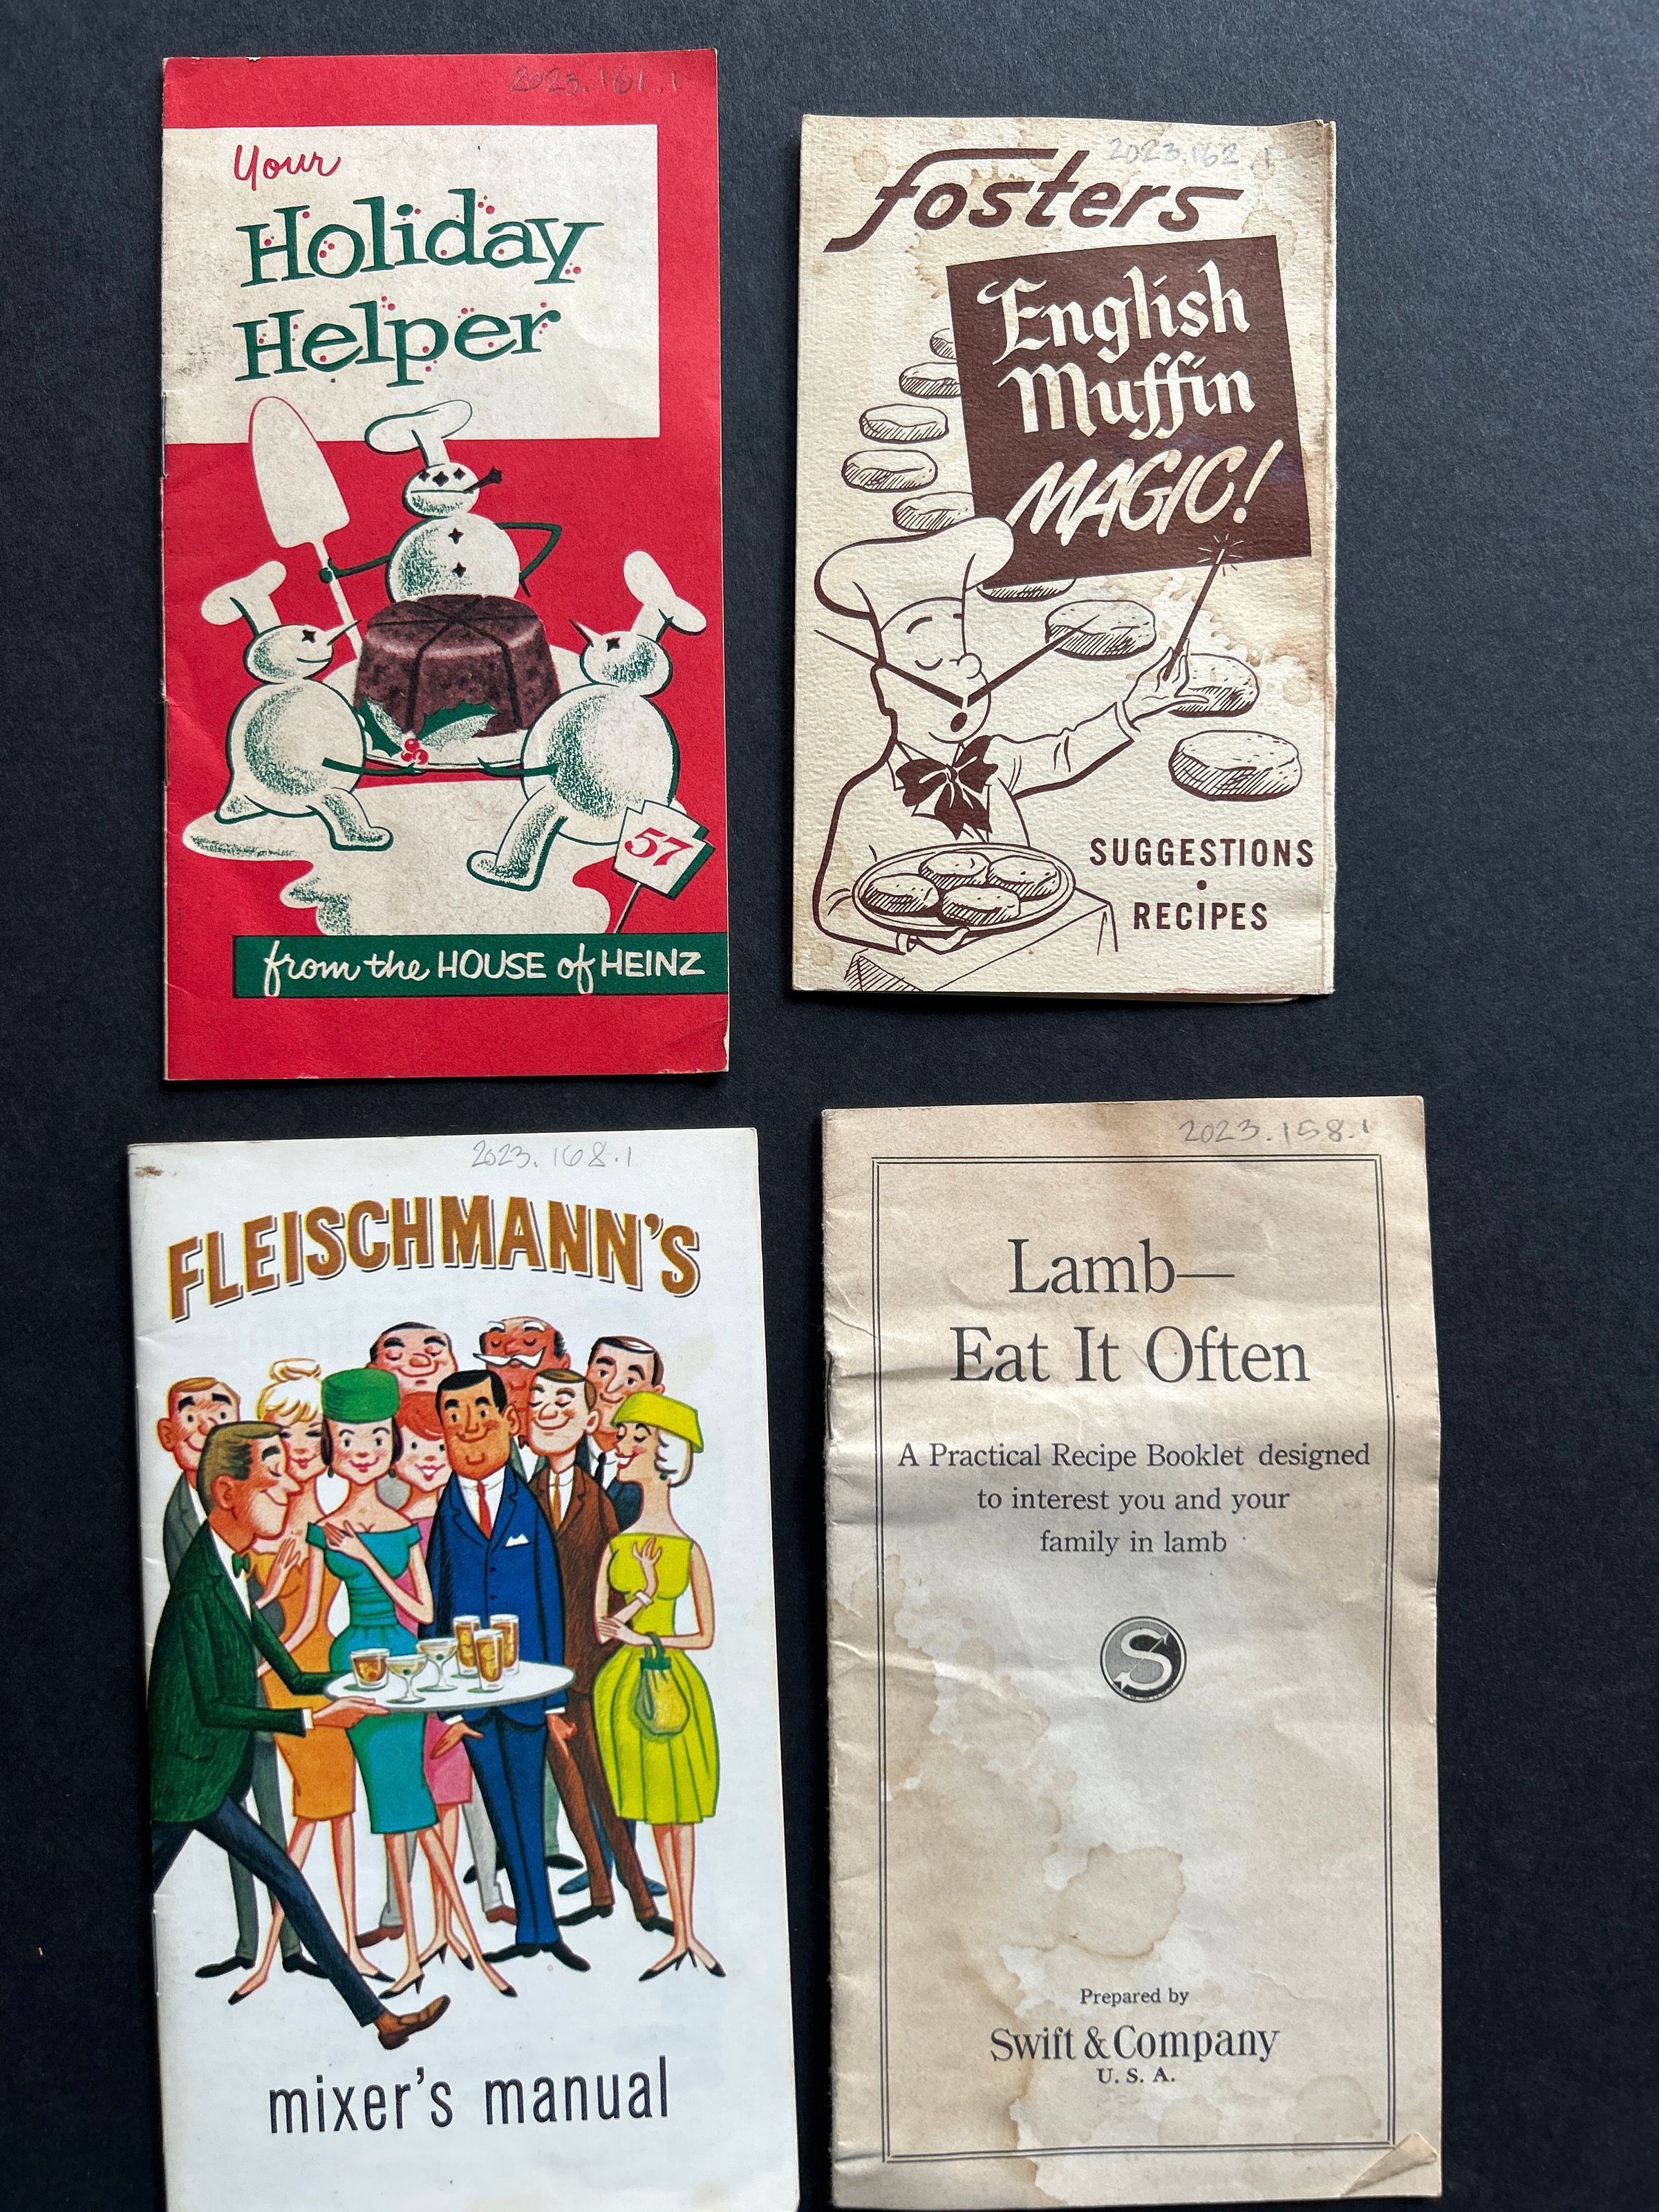 2023.161.1
Your
Holiday
Helper
57
from the HOUSE of HEINZ
2023.162.1
fosters
English
Muffin
MAGIC!
SUGGESTIONS
•
RECIPES
2023.168.1
FLEISCHMANN'S
mixer's manual
2023.158.1
Lamb—
Eat It Often
A Practical Recipe Booklet designed
to interest you and your
family in lamb
S
Prepared by
Swift & Company
U. S. A.